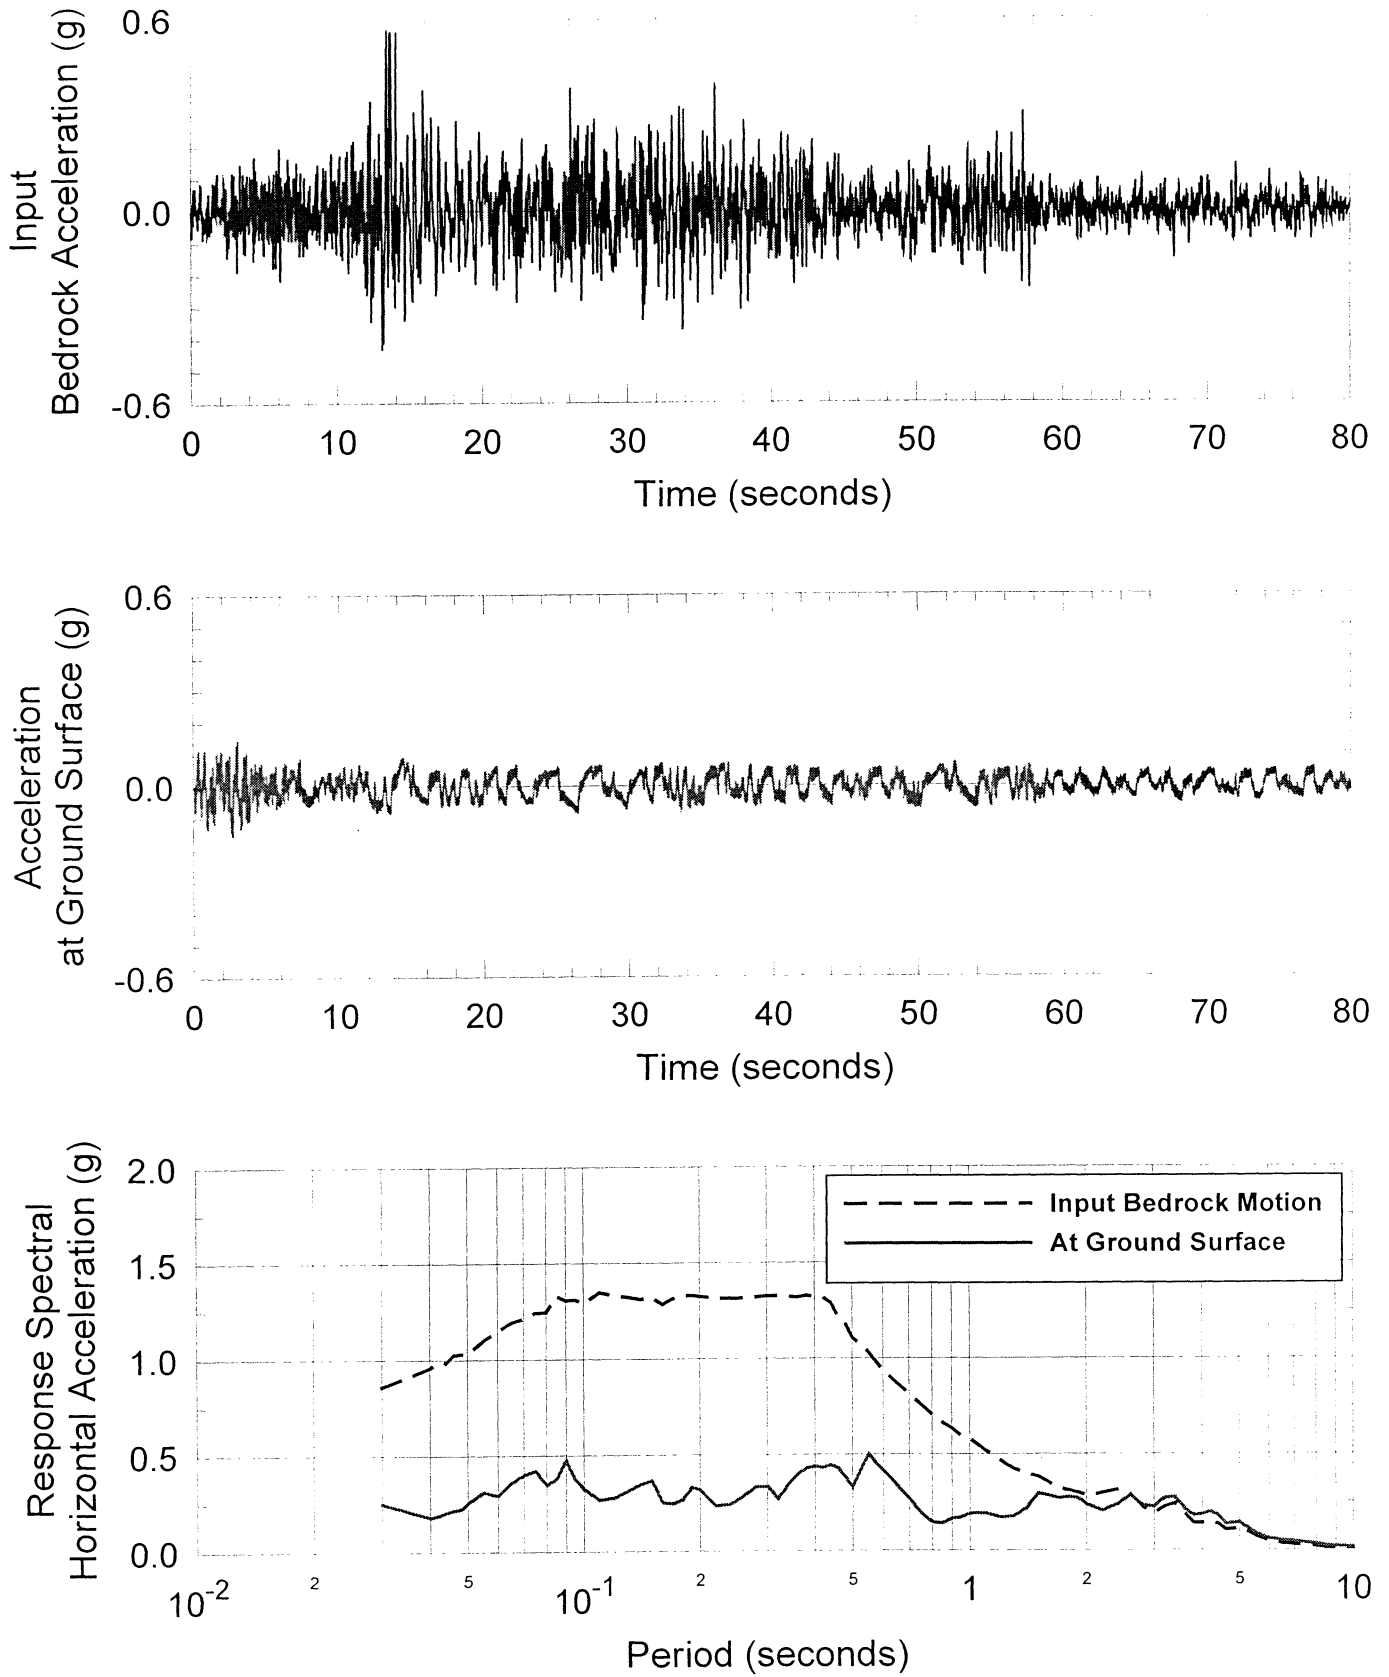 Input
Bedrock Acceleration (g)
0.6
0.0
-0.6
0 10 20 30 40 50 60 70 80
Time (seconds)
Acceleration
at Ground Surface (g)
0.6
0.0
-0.6
0 10 20 30 40 50 60 70 80
Time (seconds)
Response Spectral
Horizontal Acceleration (g)
2.0
1.5
1.0
0.5
0.0
Input Bedrock Motion
At Ground Surface
10-2 2 5 10-1 2 5 1 2 5 10
Period (seconds)